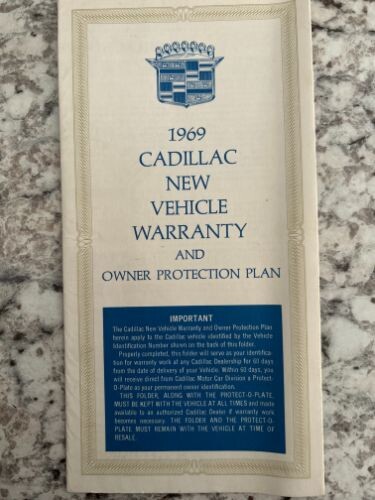 1969
CADILLAC
NEW
VEHICLE
WARRANTY
AND
OWNER PROTECTION PLAN
IMPORTANT
The Cadillac New Vehicle Warranty and Owner Protection Plan
herein apply to the Cadillac vehicle identified by the Vehicle
Identification Number shown on the back of this folder.
Properly completed, this folder will serve as your identifica-
tion for warranty work at any Cadillac Dealership for 60 days
from the date of delivery of your Vehicle. Within 60 days, you
will receive direct from Cadillac Motor Car Division a Protect-
O-Plate as your permanent owner identification.
THIS FOLDER, ALONG WITH THE PROTECT-O-PLATE,
MUST BE KEPT WITH THE VEHICLE AT ALL TIMES and made
available to an authorized Cadillac Dealer if warranty work
becomes necessary. THE FOLDER AND THE PROTECT-O-
PLATE MUST REMAIN WITH THE VEHICLE AT TIME OF
RESALE.